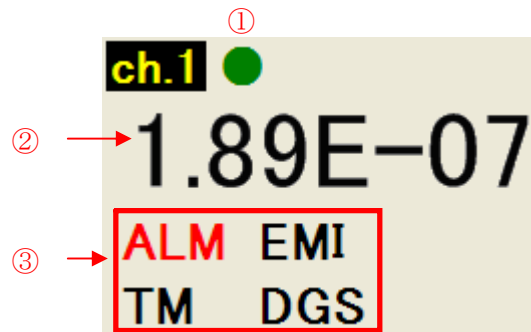 ①
ch.1
② 1.89E-07
③ ALM EMI
TM DGS